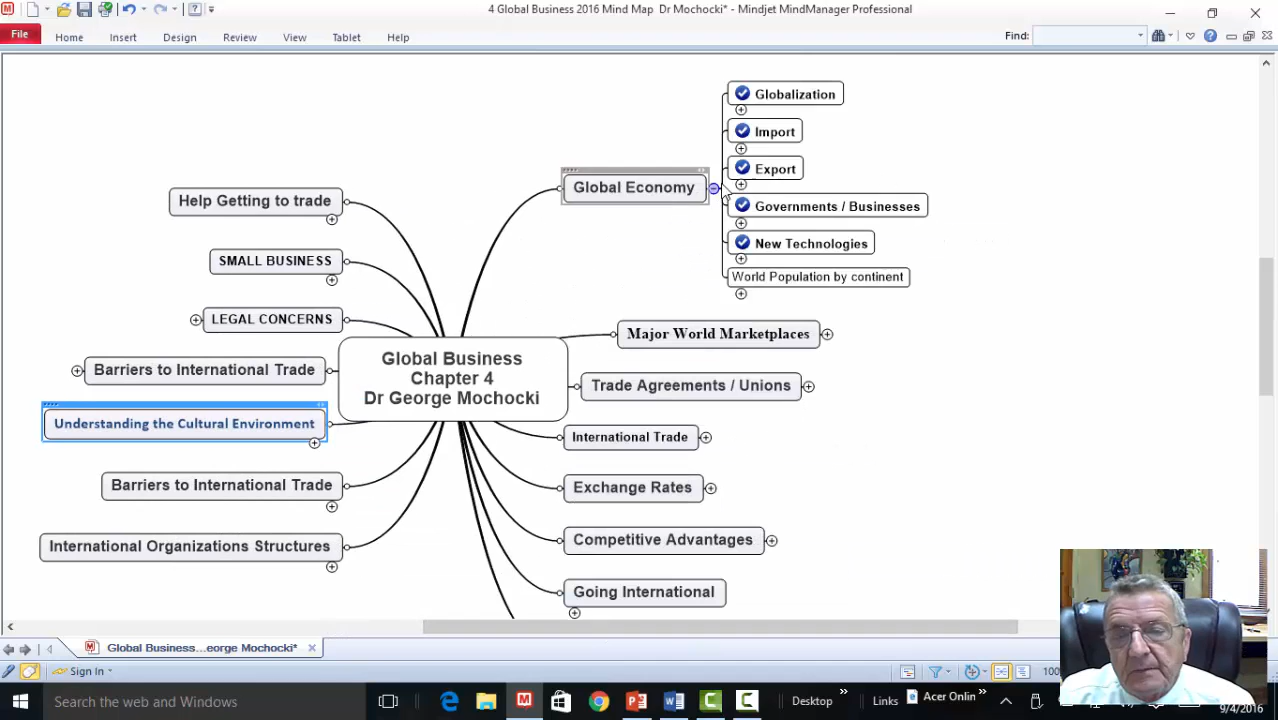 4 Global Business 2016 Mind Map Dr Mochocki* - Mindjet MindManager Professional
File Home Insert Design Review View Tablet Help Find:
Globalization
Import
Export
Global Economy
Governments / Businesses
New Technologies
World Population by continent
Help Getting to trade
SMALL BUSINESS
LEGAL CONCERNS
Major World Marketplaces
Global Business
Chapter 4
Dr George Mochocki
Barriers to International Trade
Trade Agreements / Unions
Understanding the Cultural Environment
International Trade
Barriers to International Trade
Exchange Rates
International Organizations Structures
Competitive Advantages
Going International
Global Business...eorge Mochocki*
Sign In
100
Search the web and Windows
Desktop
Links
Acer Onlin
9/4/2016